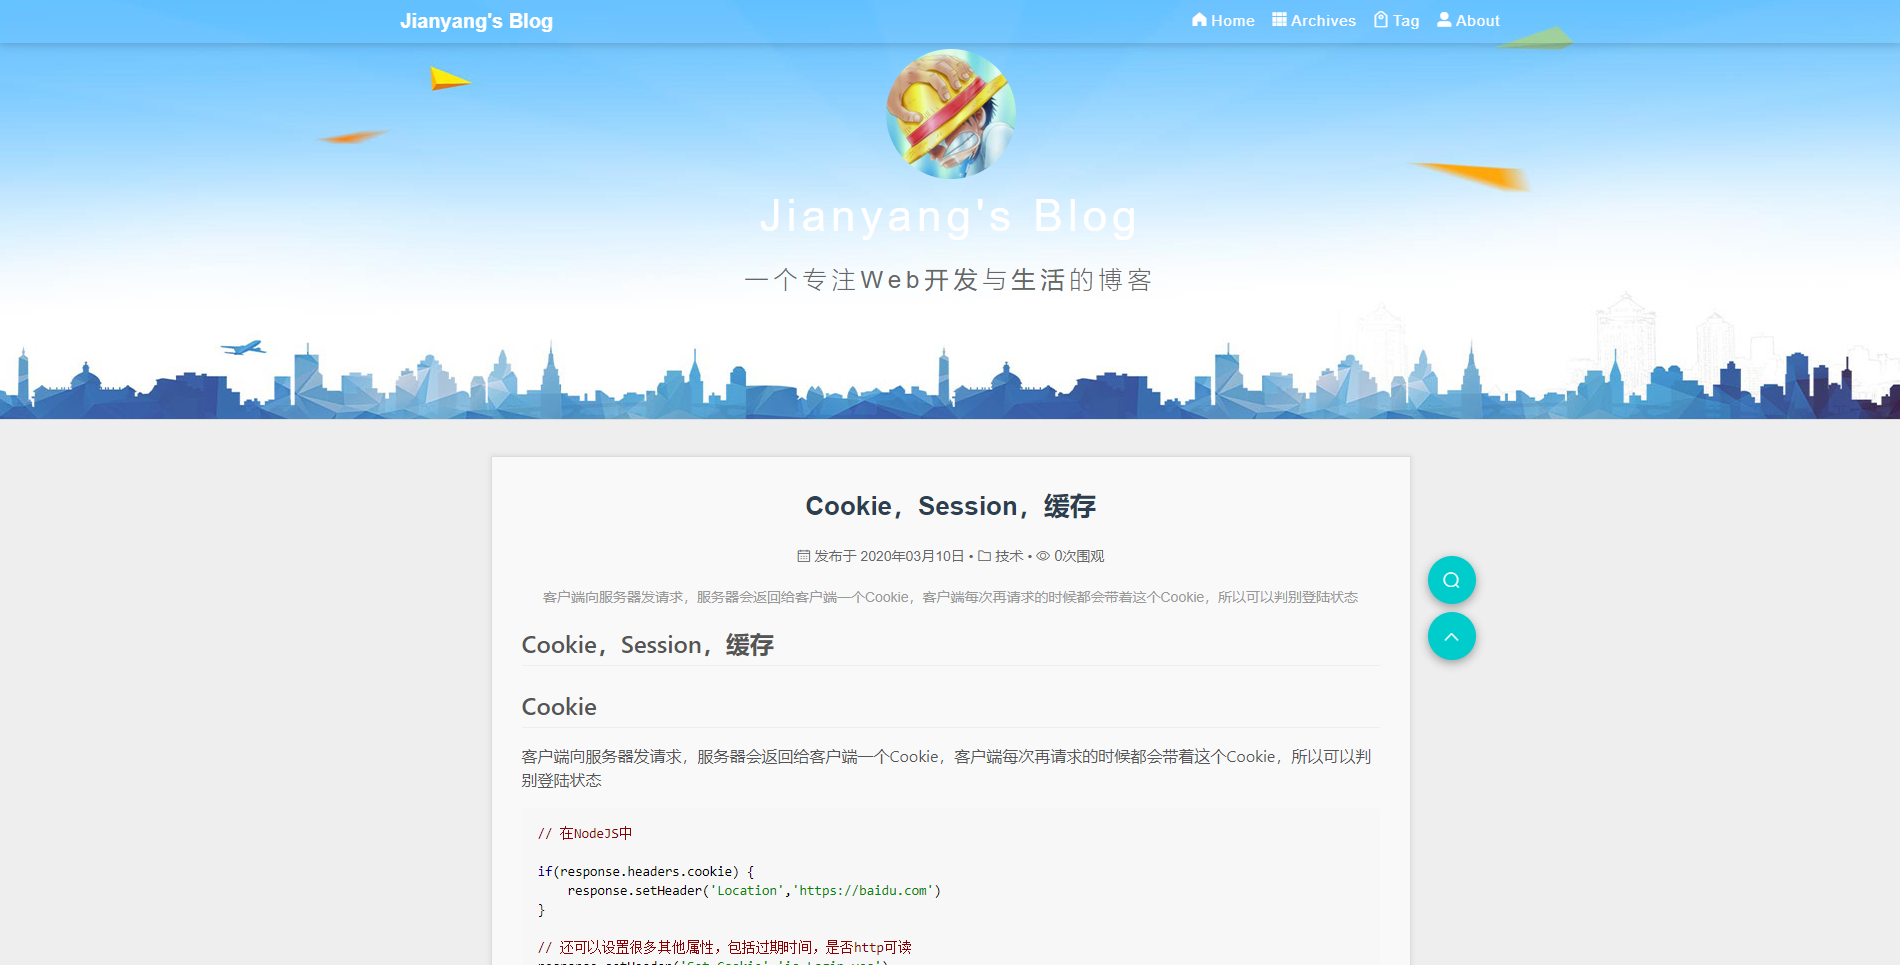 Jianyang's Blog
Home Archives Tag About
Jianyang's Blog
一个专注Web开发与生活的博客
Cookie，Session，缓存
发布于 2020年03月10日 • 技术 • 0次围观
客户端向服务器发请求，服务器会返回给客户端一个Cookie，客户端每次再请求的时候都会带着这个Cookie，所以可以判别登陆状态
Cookie，Session，缓存
Cookie
客户端向服务器发请求，服务器会返回给客户端一个Cookie，客户端每次再请求的时候都会带着这个Cookie，所以可以判
别登陆状态
// 在NodeJS中
if(response.headers.cookie) {
    response.setHeader('Location','https://baidu.com')
}
// 还可以设置很多其他属性，包括过期时间，是否http可读